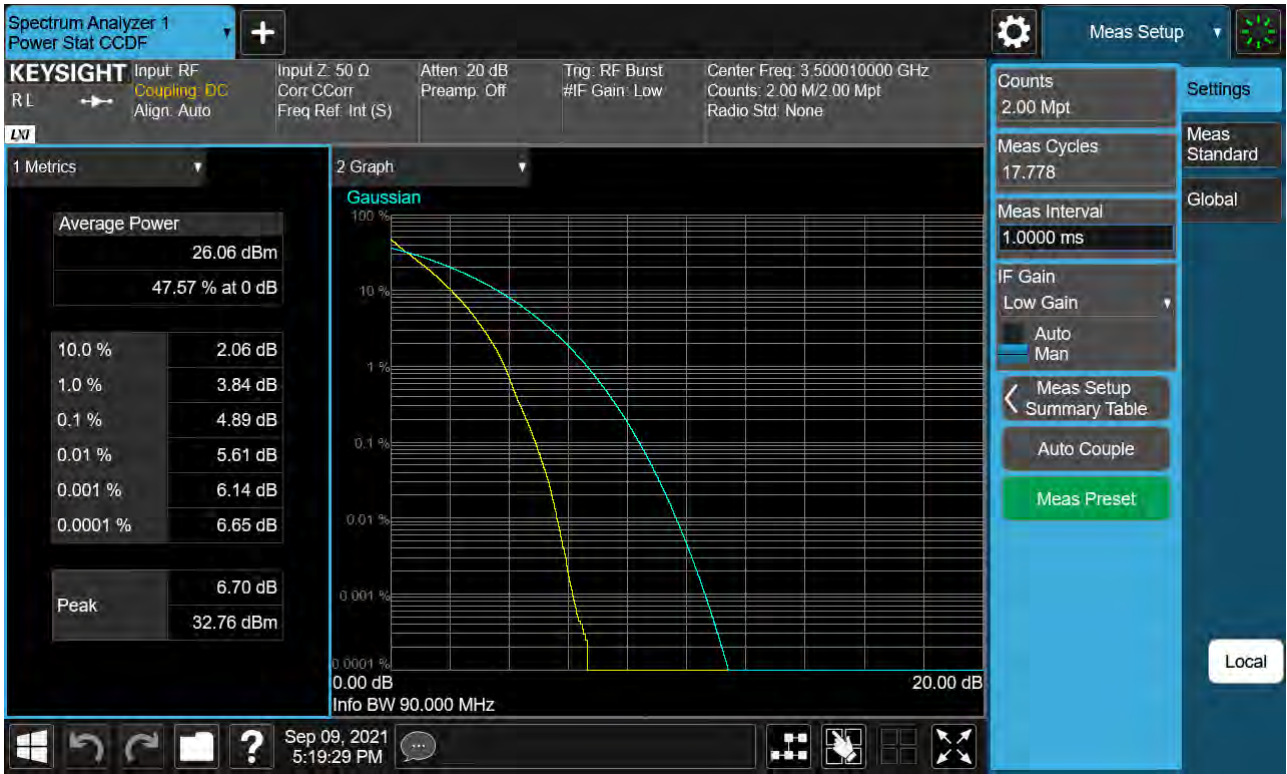 Spectrum Analyzer 1
Power Stat CCDF
Meas Setup
KEYSIGHT
RL
LXI
Input: RF
Coupling: DC
Align: Auto
Input Z: 50 Ω
Corr CCorr
Freq Ref: Int (S)
Atten: 20 dB
Preamp: Off
Trig: RF Burst
#IF Gain: Low
Center Freq: 3.500010000 GHz
Counts: 2.00 M/2.00 Mpt
Radio Std: None
1 Metrics
Average Power
26.06 dBm
47.57 % at 0 dB
10.0 % 2.06 dB
1.0 % 3.84 dB
0.1 % 4.89 dB
0.01 % 5.61 dB
0.001 % 6.14 dB
0.0001 % 6.65 dB
Peak
6.70 dB
32.76 dBm
2 Graph
Gaussian
100 %
10 %
1 %
0.1 %
0.01 %
0.001 %
0.0001 %
0.00 dB 20.00 dB
Info BW 90.000 MHz
Counts
2.00 Mpt
Meas Cycles
17.778
Meas Interval
1.0000 ms
IF Gain
Low Gain
Auto
Man
Meas Setup
Summary Table
Auto Couple
Meas Preset
Settings
Meas
Standard
Global
Local
?
Sep 09, 2021
5:19:29 PM